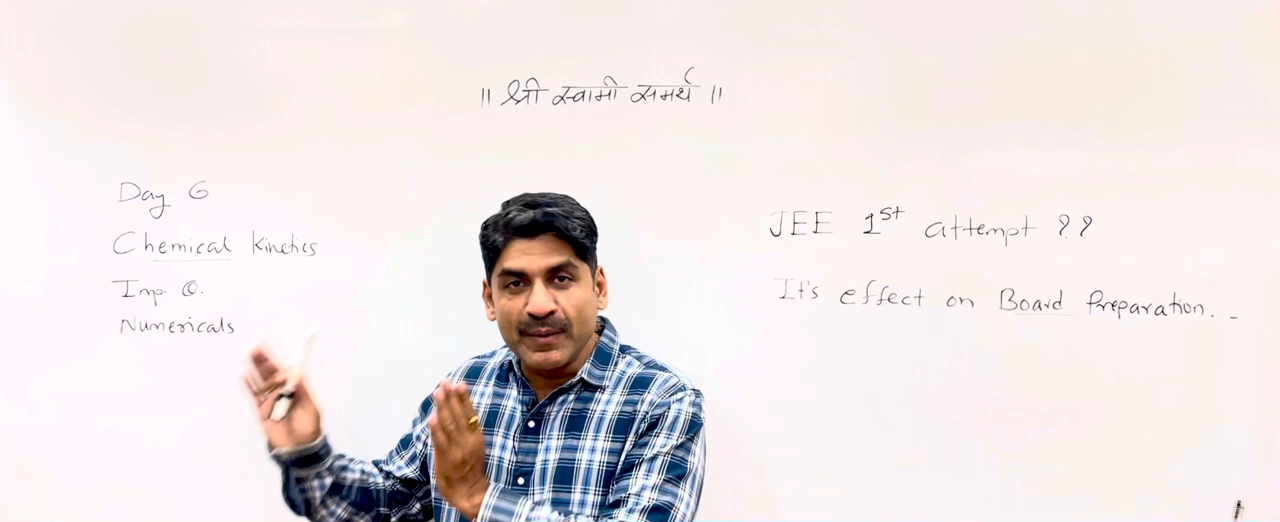 ॥ श्री स्वामी समर्थ ॥
Day 6
Chemical Kinetics
Imp. Q.
Numericals
JEE 1st attempt ??
It's effect on Board Preparation...